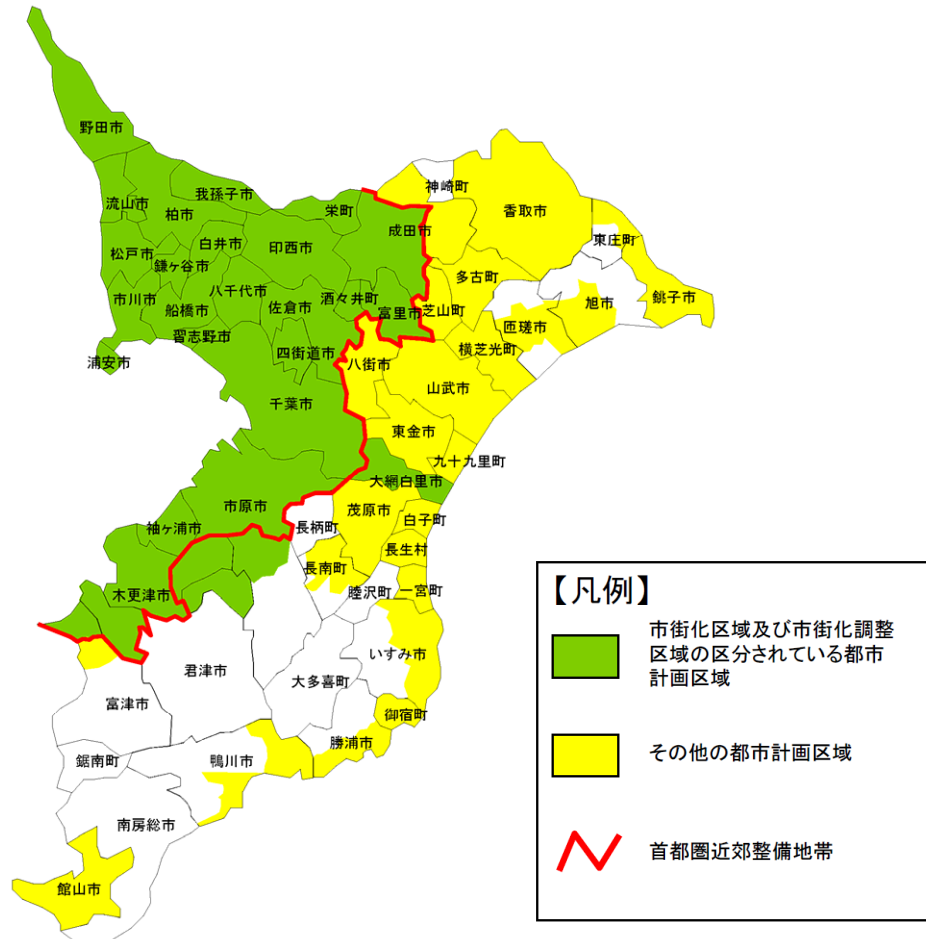 野田市
流山市
柏市
我孫子市
栄町
成田市
神崎町
香取市
東庄町
銚子市
旭市
匝瑳市
多古町
芝山町
横芝光町
松戸市
鎌ヶ谷市
白井市
印西市
市川市
船橋市
八千代市
佐倉市
酒々井町
富里市
習志野市
浦安市
四街道市
八街市
山武市
千葉市
東金市
九十九里町
大網白里市
市原市
袖ヶ浦市
長柄町
茂原市
白子町
長生村
長南町
睦沢町
一宮町
木更津市
君津市
いすみ市
大多喜町
富津市
御宿町
勝浦市
鴨川市
鋸南町
南房総市
館山市
【凡例】
市街化区域及び市街化調整
区域の区分されている都市
計画区域
その他の都市計画区域
首都圏近郊整備地帯